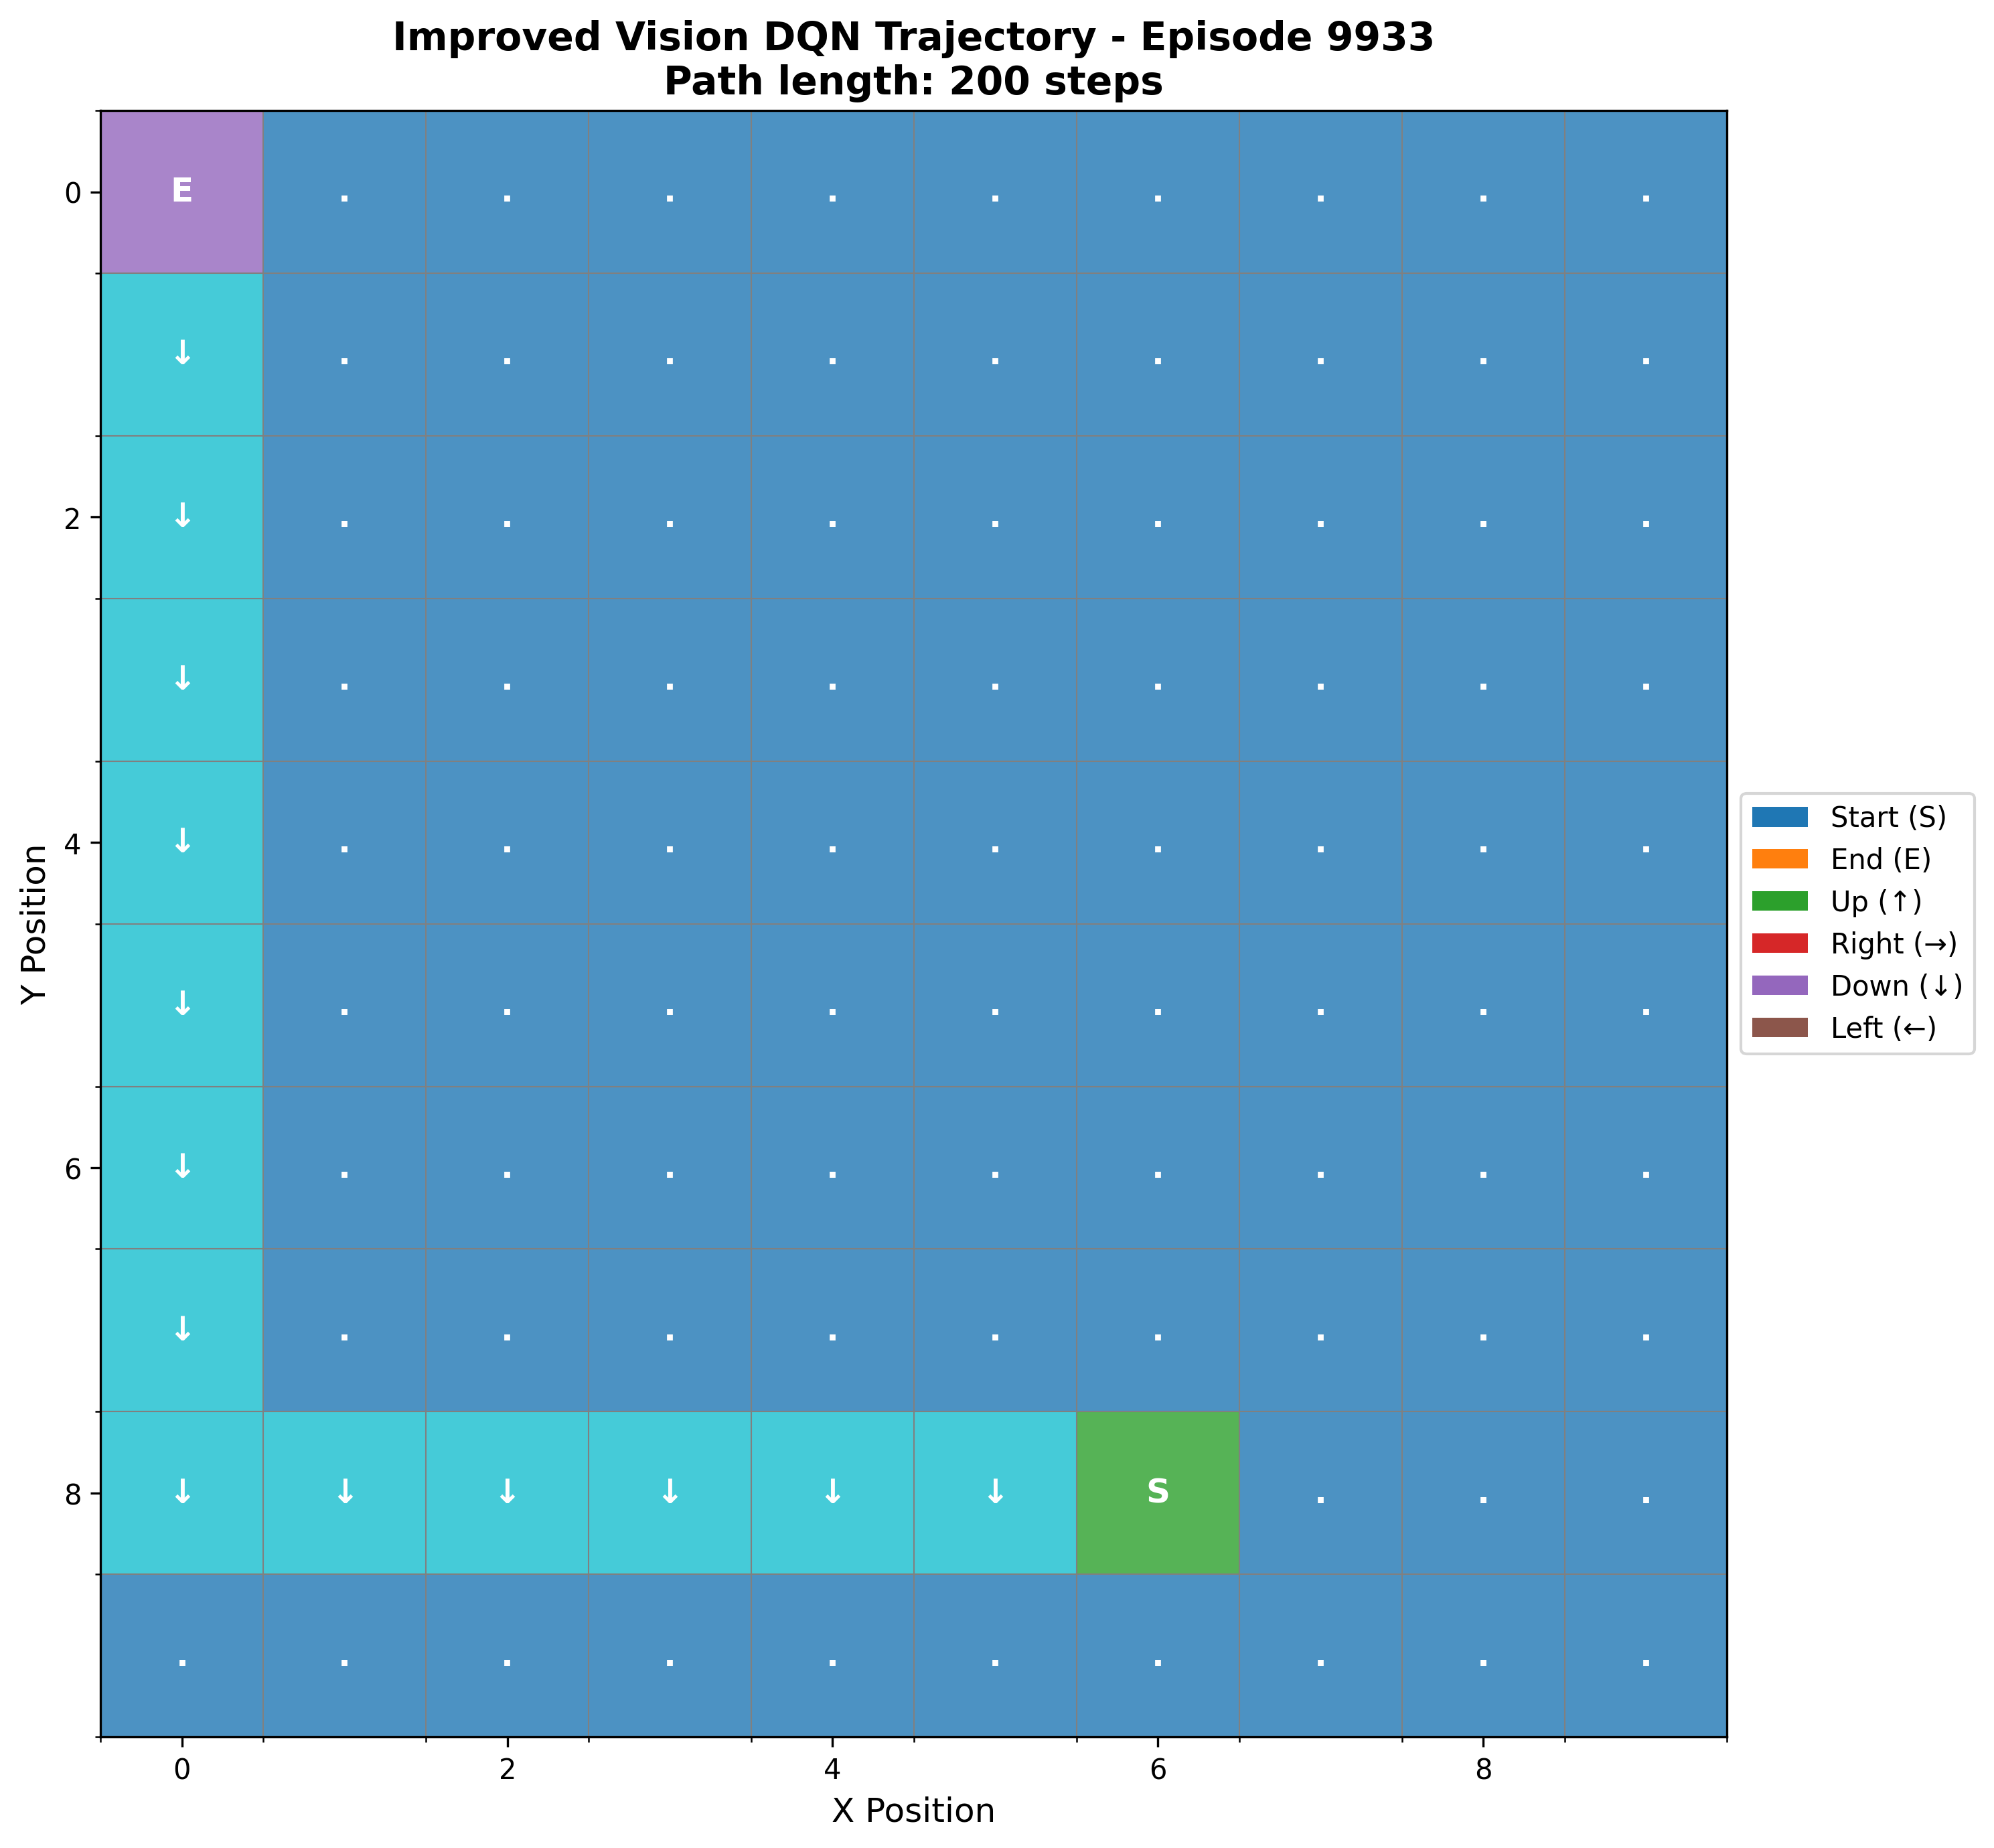 Improved Vision DQN Trajectory - Episode 9933
Path length: 200 steps
0
E . . . . . . . . .
↓ . . . . . . . . .
2
↓ . . . . . . . . .
↓ . . . . . . . . .
4
↓ . . . . . . . . .
↓ . . . . . . . . .
6
↓ . . . . . . . . .
↓ . . . . . . . . .
8
↓ ↓ ↓ ↓ ↓ ↓ S . . .
. . . . . . . . . .
0 2 4 6 8
X Position
Y Position
Start (S)
End (E)
Up (↑)
Right (→)
Down (↓)
Left (←)